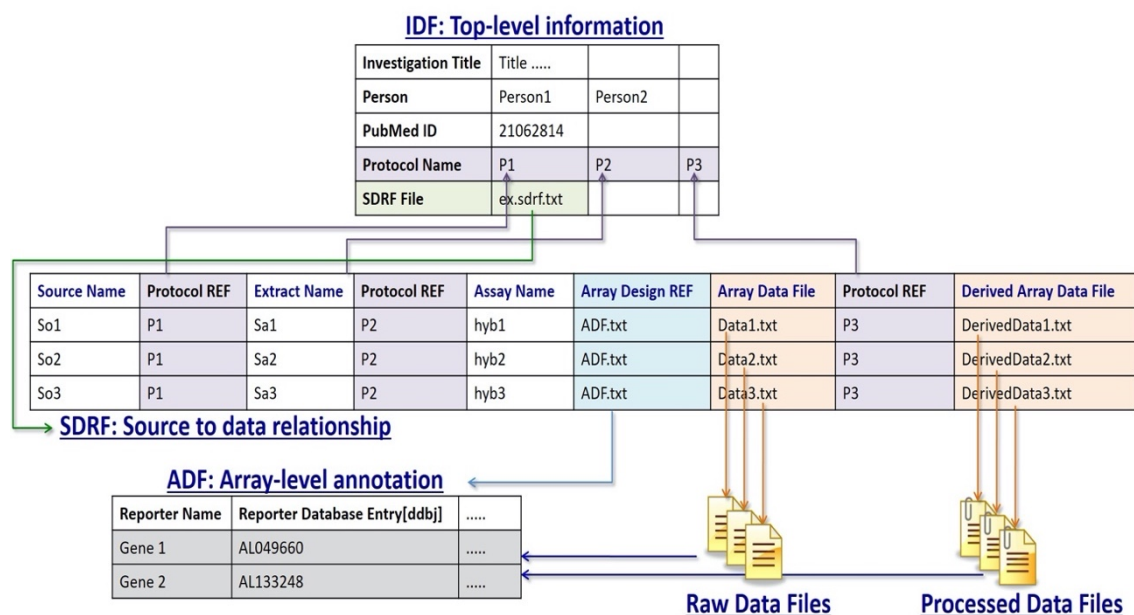 IDF: Top-level information
Investigation Title Title .....
Person Person1 Person2
PubMed ID 21062814
Protocol Name P1 P2 P3
SDRF File ex.sdrf.txt
Source Name Protocol REF Extract Name Protocol REF Assay Name Array Design REF Array Data File Protocol REF Derived Array Data File
So1 P1 Sa1 P2 hyb1 ADF.txt Data1.txt P3 DerivedData1.txt
So2 P1 Sa2 P2 hyb2 ADF.txt Data2.txt P3 DerivedData2.txt
So3 P1 Sa3 P2 hyb3 ADF.txt Data3.txt P3 DerivedData3.txt
SDRF: Source to data relationship
ADF: Array-level annotation
Reporter Name Reporter Database Entry[ddbj] .....
Gene 1 AL049660 .....
Gene 2 AL133248 .....
Raw Data Files Processed Data Files